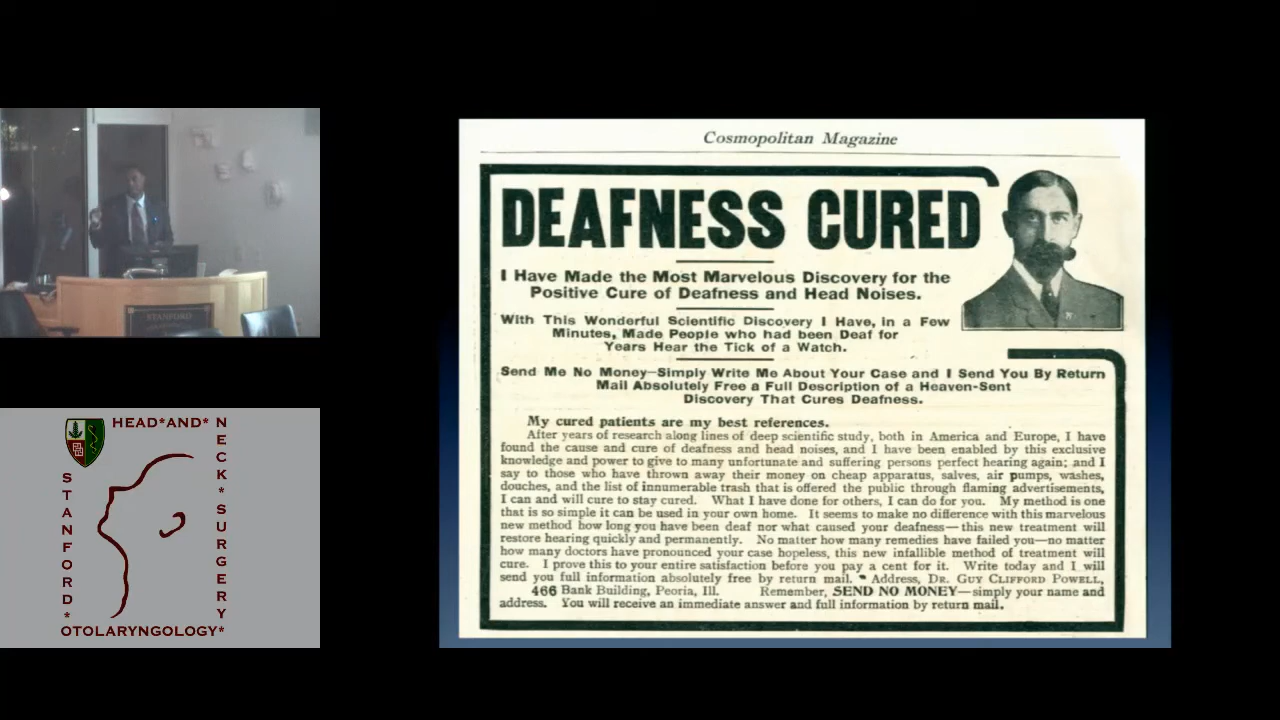 STANFORD
HEAD*AND*
NECK*SURGERY*
STANFORD*
OTOLARYNGOLOGY*
Cosmopolitan Magazine
DEAFNESS CURED
I Have Made the Most Marvelous Discovery for the
Positive Cure of Deafness and Head Noises.
With This Wonderful Scientific Discovery I Have, in a Few
Minutes, Made People who had been Deaf for
Years Hear the Tick of a Watch.
Send Me No Money—Simply Write Me About Your Case and I Send You By Return
Mail Absolutely Free a Full Description of a Heaven-Sent
Discovery That Cures Deafness.
My cured patients are my best references.
After years of research along lines of deep scientific study, both in America and Europe, I have
found the cause and cure of deafness and head noises, and I have been enabled by this exclusive
knowledge and power to give to many unfortunate and suffering persons perfect hearing again; and I
say to those who have thrown away their money on cheap apparatus, salves, air pumps, washes,
douches, and the list of innumerable trash that is offered the public through flaming advertisements,
I can and will cure to stay cured. What I have done for others, I can do for you. My method is one
that is so simple it can be used in your own home. It seems to make no difference with this marvelous
new method how long you have been deaf nor what caused your deafness—this new treatment will
restore hearing quickly and permanently. No matter how many remedies have failed you—no matter
how many doctors have pronounced your case hopeless, this new infallible method of treatment will
cure. I prove this to your entire satisfaction before you pay a cent for it. Write today and I will
send you full information absolutely free by return mail. Address, DR. GUY CLIFFORD POWELL,
466 Bank Building, Peoria, Ill. Remember, SEND NO MONEY—simply your name and
address. You will receive an immediate answer and full information by return mail.